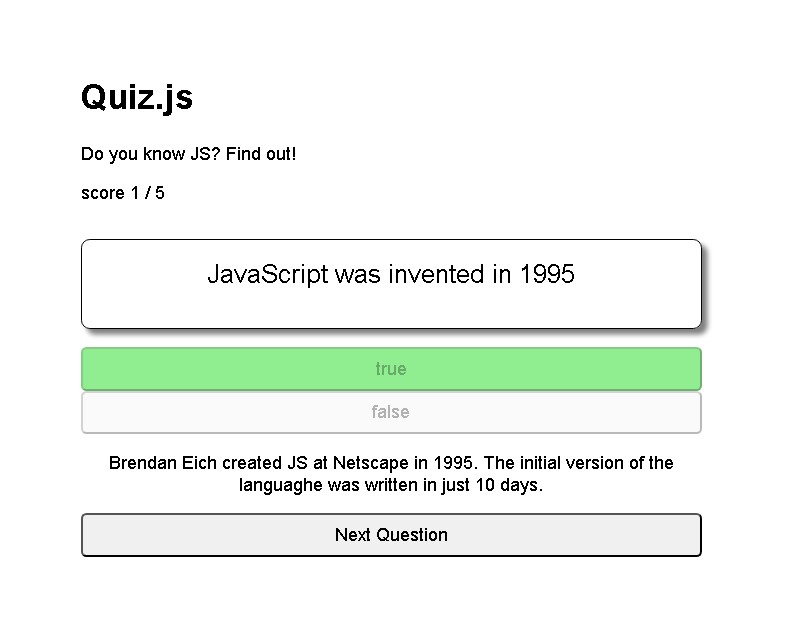 Quiz.js
Do you know JS? Find out!
score 1 / 5
JavaScript was invented in 1995
true
false
Brendan Eich created JS at Netscape in 1995. The initial version of the
languaghe was written in just 10 days.
Next Question